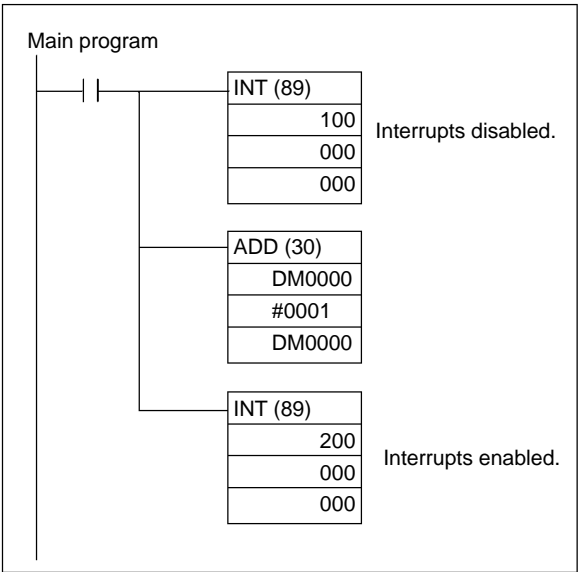 Main program
INT (89)
100
000
000
Interrupts disabled.
ADD (30)
DM0000
#0001
DM0000
INT (89)
200
000
000
Interrupts enabled.